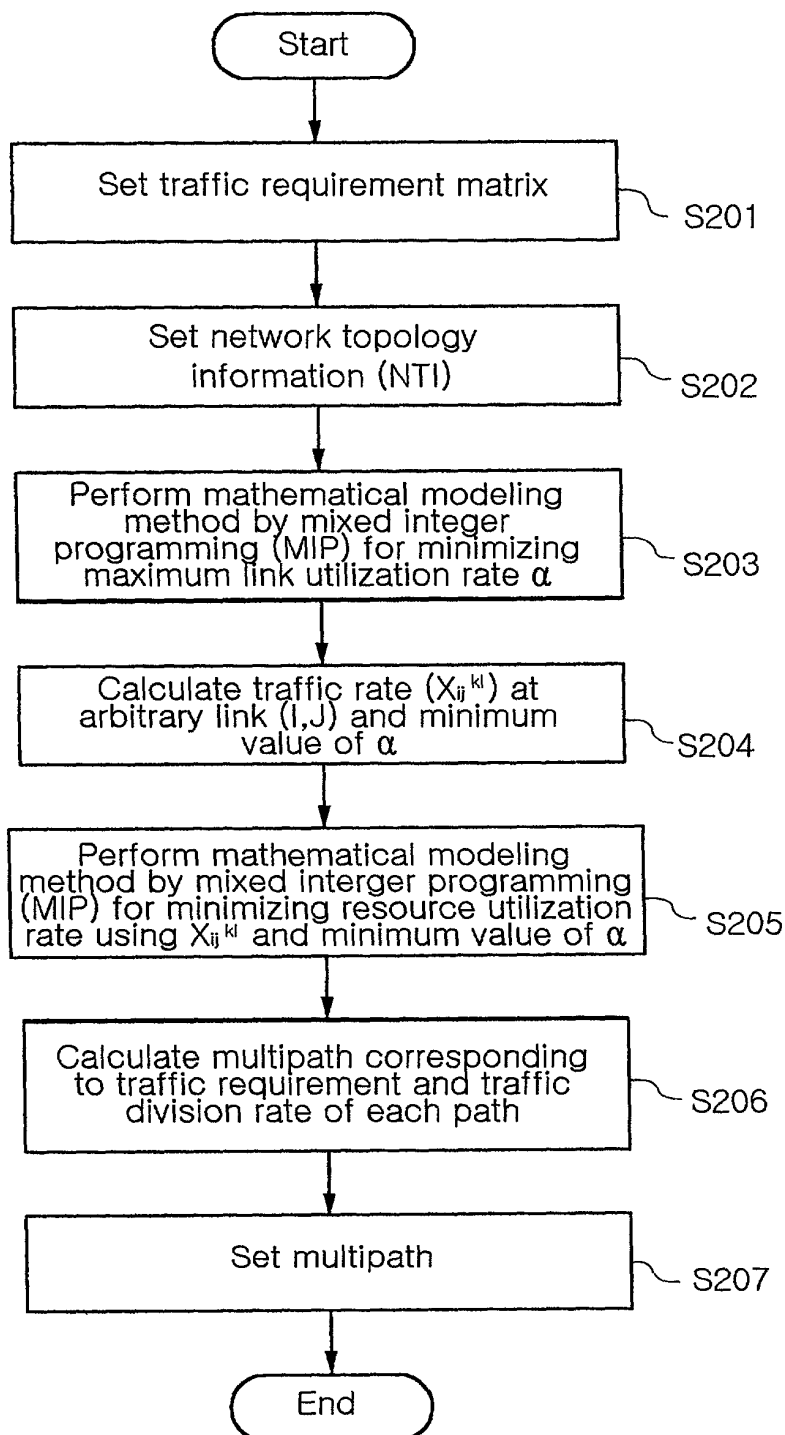 Start
Set traffic requirement matrix
S201
Set network topology
information (NTI)
S202
Perform mathematical modeling
method by mixed integer
programming (MIP) for minimizing
maximum link utilization rate α
S203
Calculate traffic rate (Xij kl) at
arbitrary link (I,J) and minimum
value of α
S204
Perform mathematical modeling
method by mixed interger programming
(MIP) for minimizing resource utilization
rate using Xij kl and minimum value of α
S205
Calculate multipath corresponding
to traffic requirement and traffic
division rate of each path
S206
Set multipath
S207
End